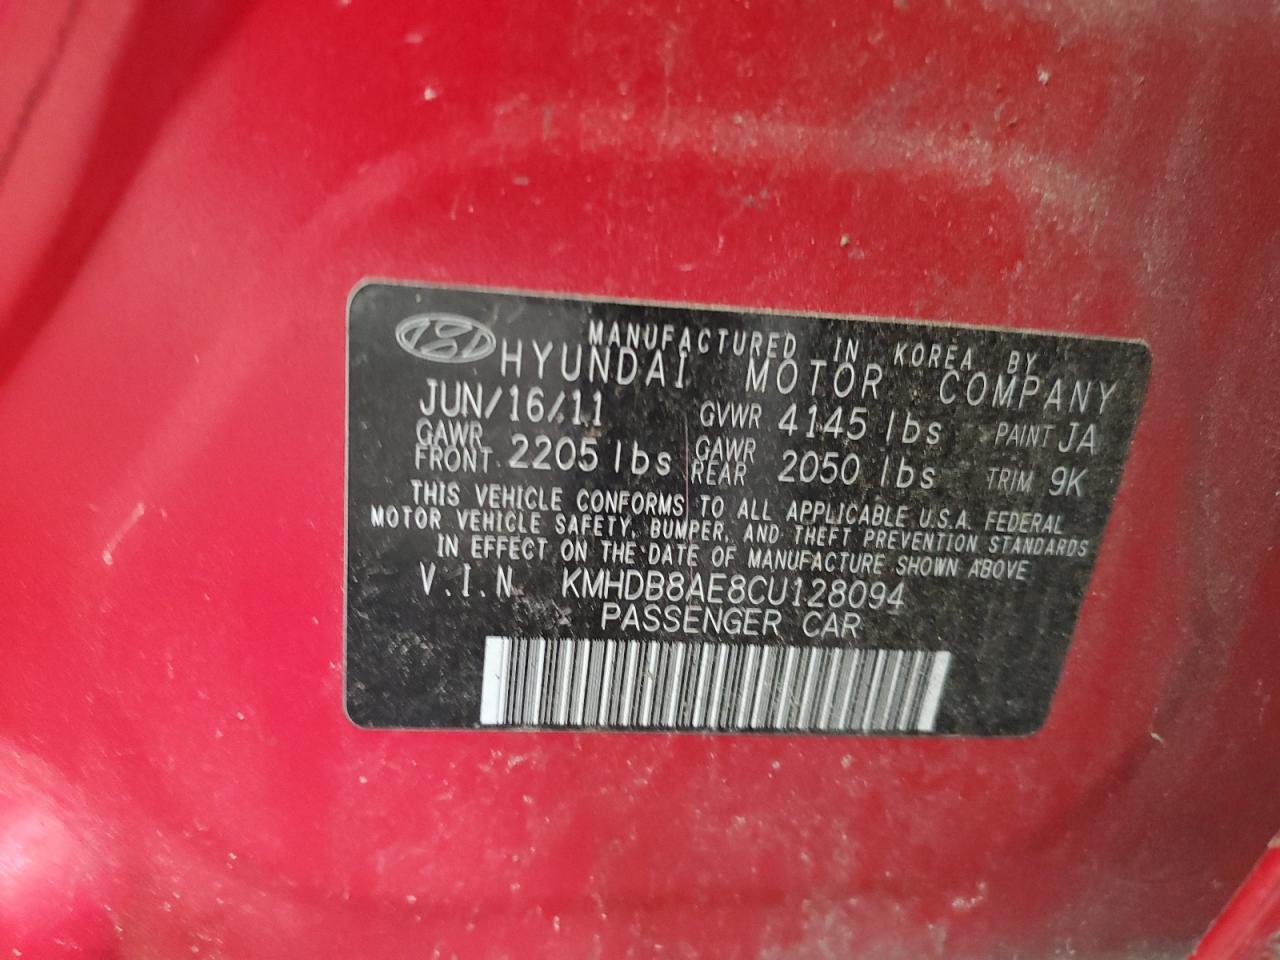 MANUFACTURED IN KOREA BY
HYUNDAI MOTOR COMPANY
JUN/16/11 GVWR 4145 lbs PAINT JA
GAWR FRONT 2205 lbs GAWR REAR 2050 lbs TRIM 9K
THIS VEHICLE CONFORMS TO ALL APPLICABLE U.S.A. FEDERAL
MOTOR VEHICLE SAFETY, BUMPER, AND THEFT PREVENTION STANDARDS
IN EFFECT ON THE DATE OF MANUFACTURE SHOWN ABOVE
V.I.N KMHDB8AE8CU128094
PASSENGER CAR